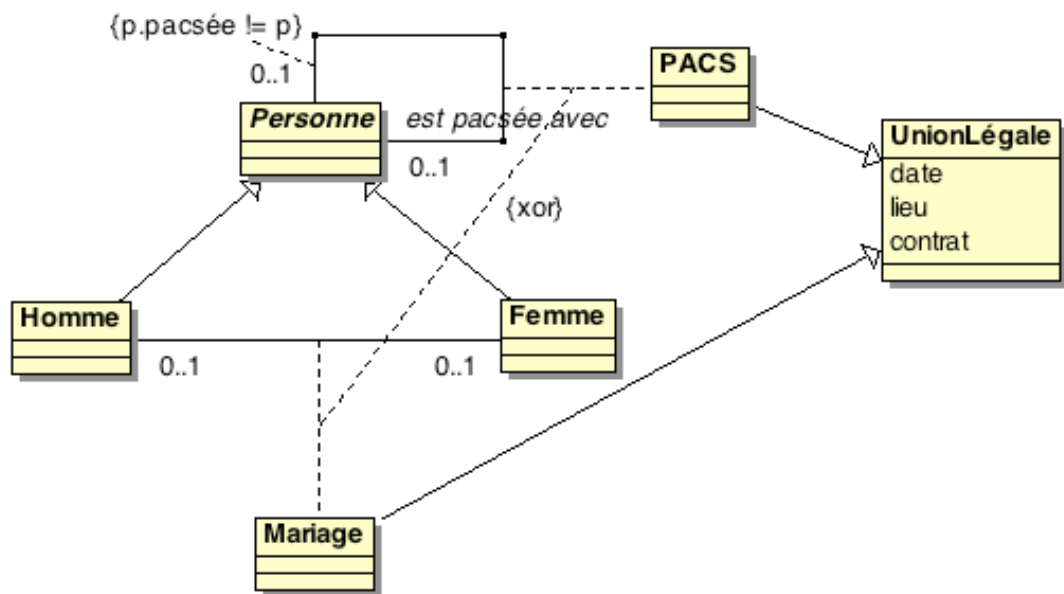 {p.pacsée != p}
0..1
PACS
Personne
est pacsée avec
0..1
UnionLégale
date
lieu
contrat
{xor}
Homme
Femme
0..1
0..1
Mariage